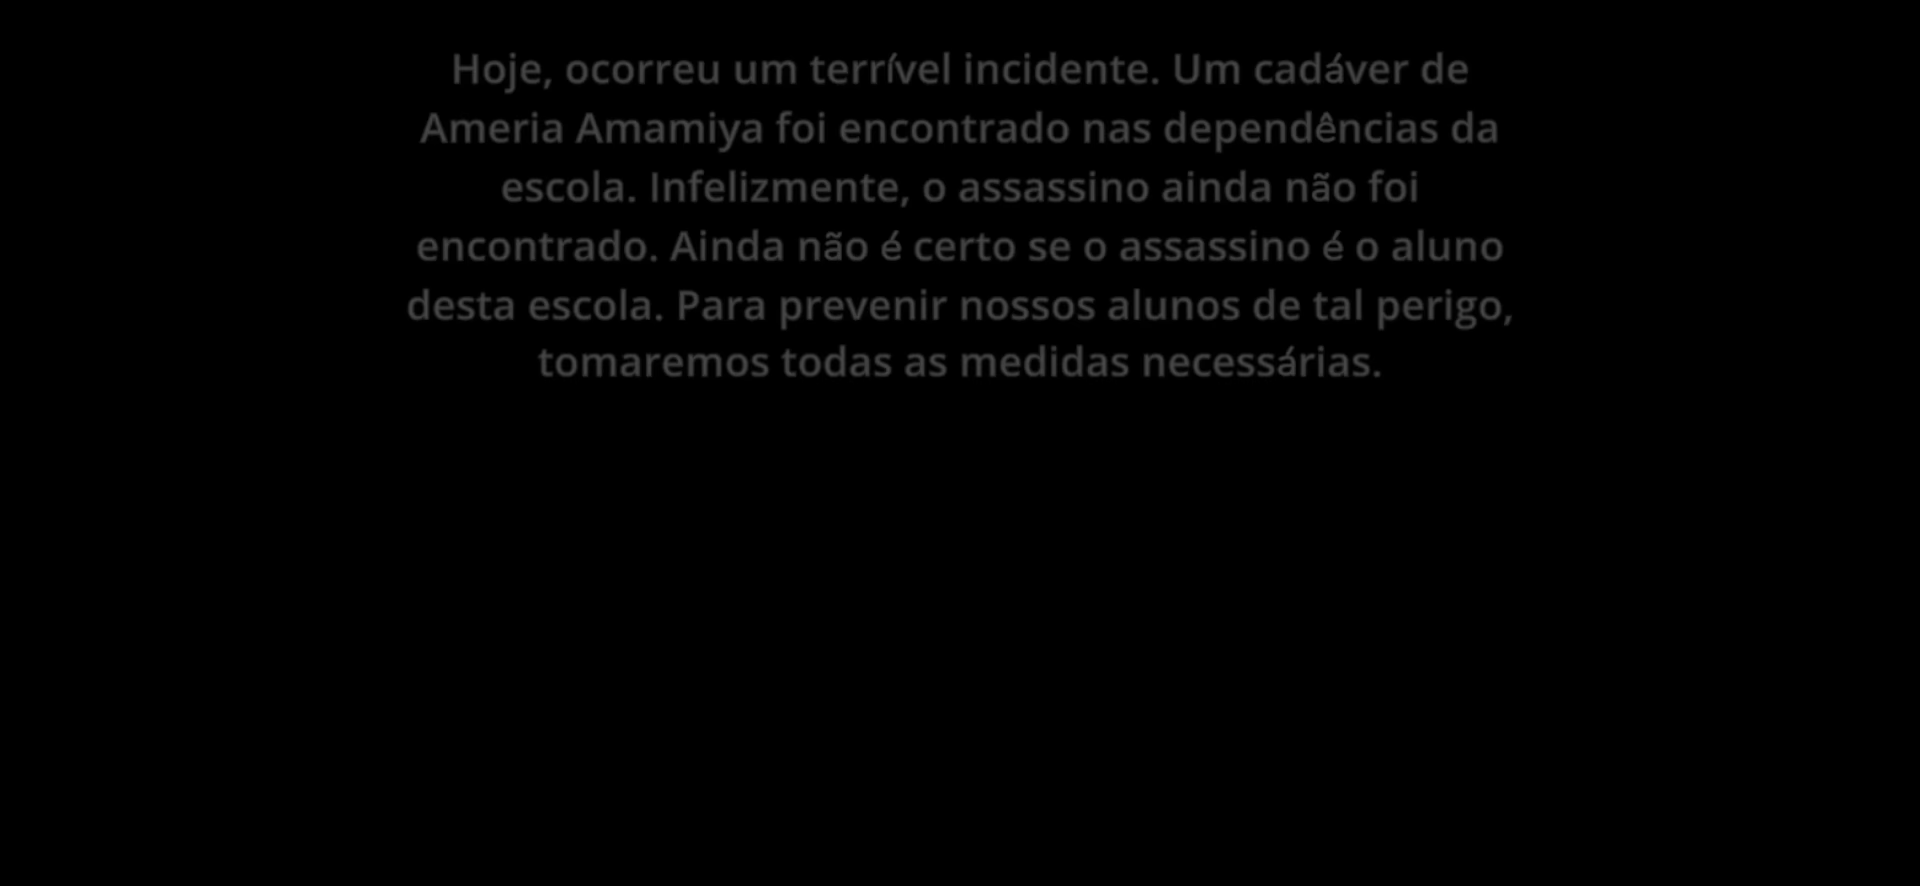 Hoje, ocorreu um terrível incidente. Um cadáver de
Ameria Amamiya foi encontrado nas dependências da
escola. Infelizmente, o assassino ainda não foi
encontrado. Ainda não é certo se o assassino é o aluno
desta escola. Para prevenir nossos alunos de tal perigo,
tomaremos todas as medidas necessárias.